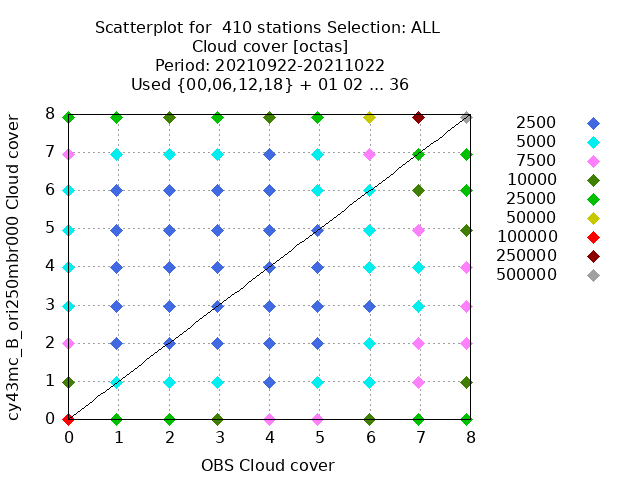 Scatterplot for  410 stations Selection: ALL
Cloud cover [octas]
Period: 20210922-20211022
Used {00,06,12,18} + 01 02 ... 36
cy43mc_B_ori250mbr000 Cloud cover
8
7
6
5
4
3
2
1
0
0 1 2 3 4 5 6 7 8
OBS Cloud cover
2500
5000
7500
10000
25000
50000
100000
250000
500000